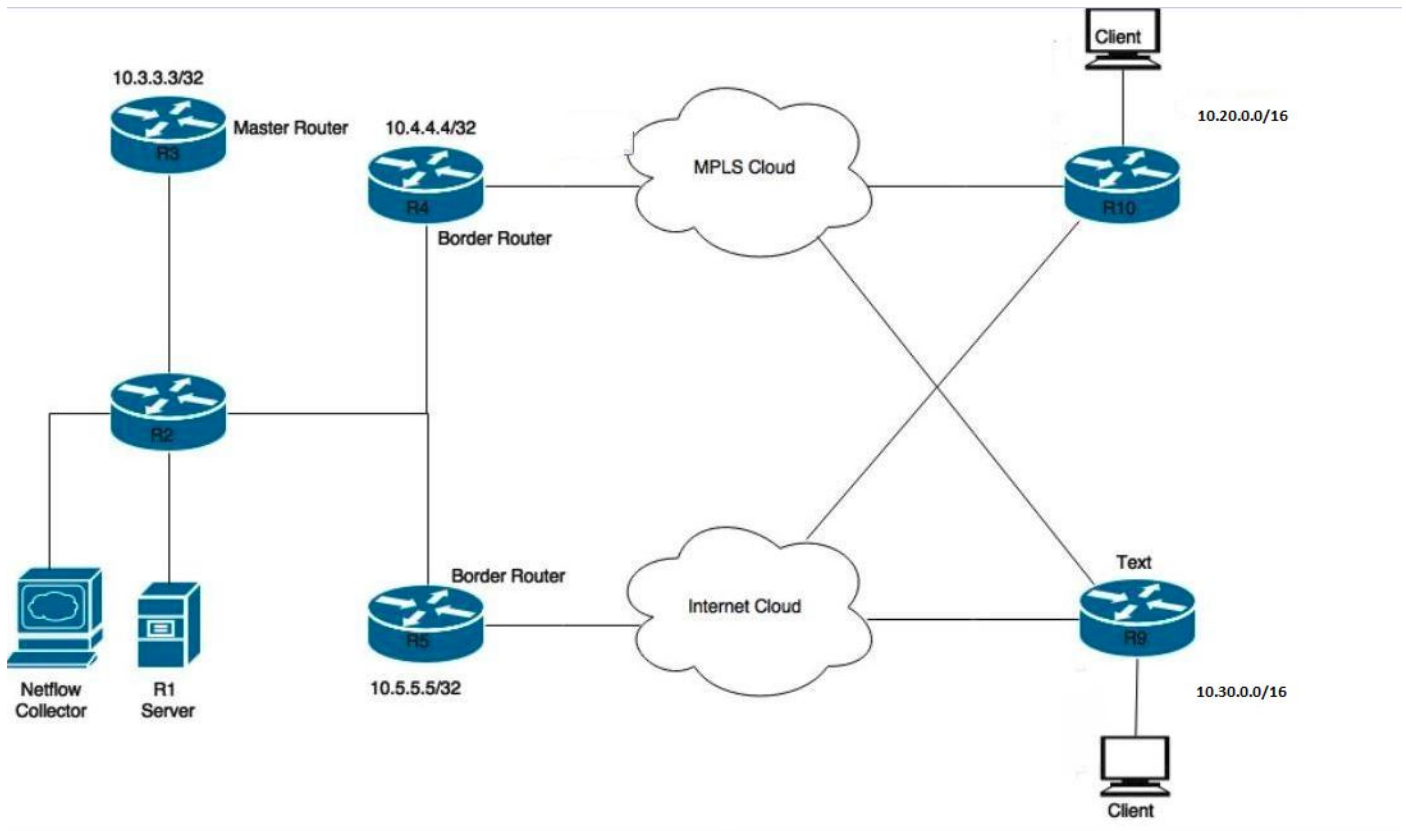 Client
10.3.3.3/32
10.20.0.0/16
Master Router
10.4.4.4/32
R3
MPLS Cloud
R4
R10
Border Router
R2
Text
Border Router
Internet Cloud
R5
R9
Netflow
Collector
R1
Server
10.5.5.5/32
10.30.0.0/16
Client